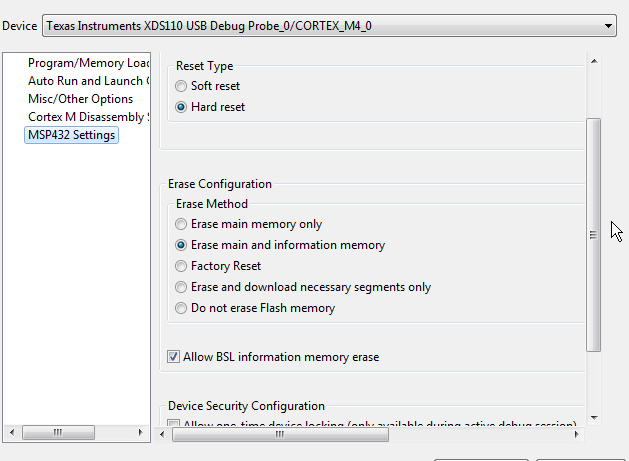 Device
Texas Instruments XDS110 USB Debug Probe_0/CORTEX_M4_0
Program/Memory Load
Auto Run and Launch
Misc/Other Options
Cortex M Disassembly
MSP432 Settings
Reset Type
Soft reset
Hard reset
Erase Configuration
Erase Method
Erase main memory only
Erase main and information memory
Factory Reset
Erase and download necessary segments only
Do not erase Flash memory
Allow BSL information memory erase
Device Security Configuration
Allow one-time device locking (only available during active debug session)